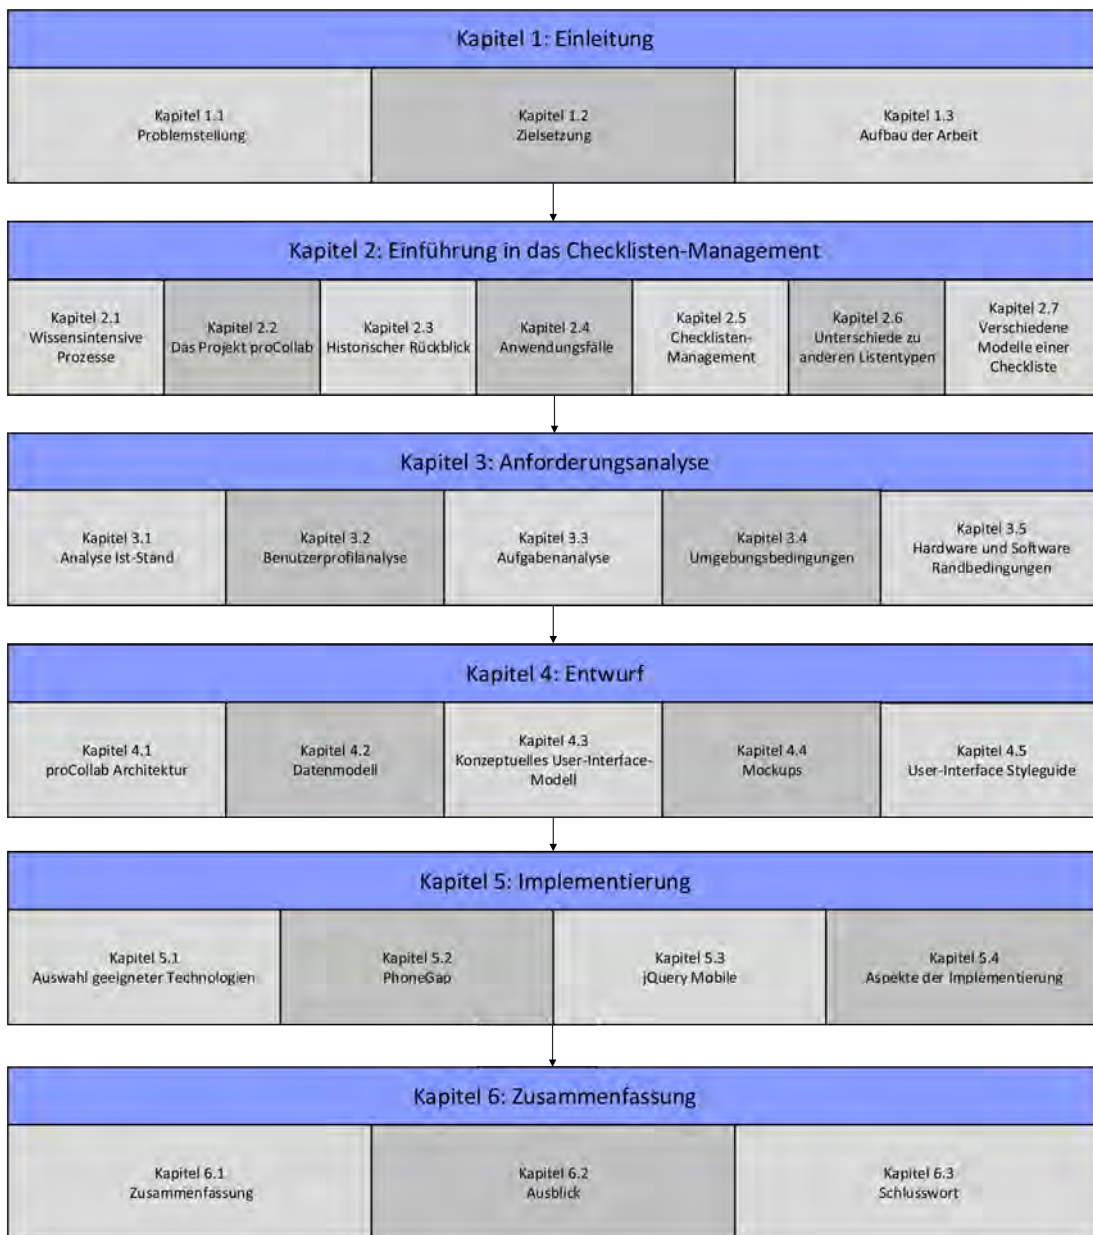 Kapitel 1: Einleitung
Kapitel 1.1
Problemstellung
Kapitel 1.2
Zielsetzung
Kapitel 1.3
Aufbau der Arbeit
Kapitel 2: Einführung in das Checklisten-Management
Kapitel 2.1
Wissensintensive
Prozesse
Kapitel 2.2
Das Projekt proCollab
Kapitel 2.3
Historischer Rückblick
Kapitel 2.4
Anwendungsfälle
Kapitel 2.5
Checklisten-
Management
Kapitel 2.6
Unterschiede zu
anderen Listentypen
Kapitel 2.7
Verschiedene
Modelle einer
Checkliste
Kapitel 3: Anforderungsanalyse
Kapitel 3.1
Analyse Ist-Stand
Kapitel 3.2
Benutzerprofilanalyse
Kapitel 3.3
Aufgabenanalyse
Kapitel 3.4
Umgebungsbedingungen
Kapitel 3.5
Hardware und Software
Randbedingungen
Kapitel 4: Entwurf
Kapitel 4.1
proCollab Architektur
Kapitel 4.2
Datenmodell
Kapitel 4.3
Konzeptuelles User-Interface-
Modell
Kapitel 4.4
Mockups
Kapitel 4.5
User-Interface Styleguide
Kapitel 5: Implementierung
Kapitel 5.1
Auswahl geeigneter Technologien
Kapitel 5.2
PhoneGap
Kapitel 5.3
jQuery Mobile
Kapitel 5.4
Aspekte der Implementierung
Kapitel 6: Zusammenfassung
Kapitel 6.1
Zusammenfassung
Kapitel 6.2
Ausblick
Kapitel 6.3
Schlusswort